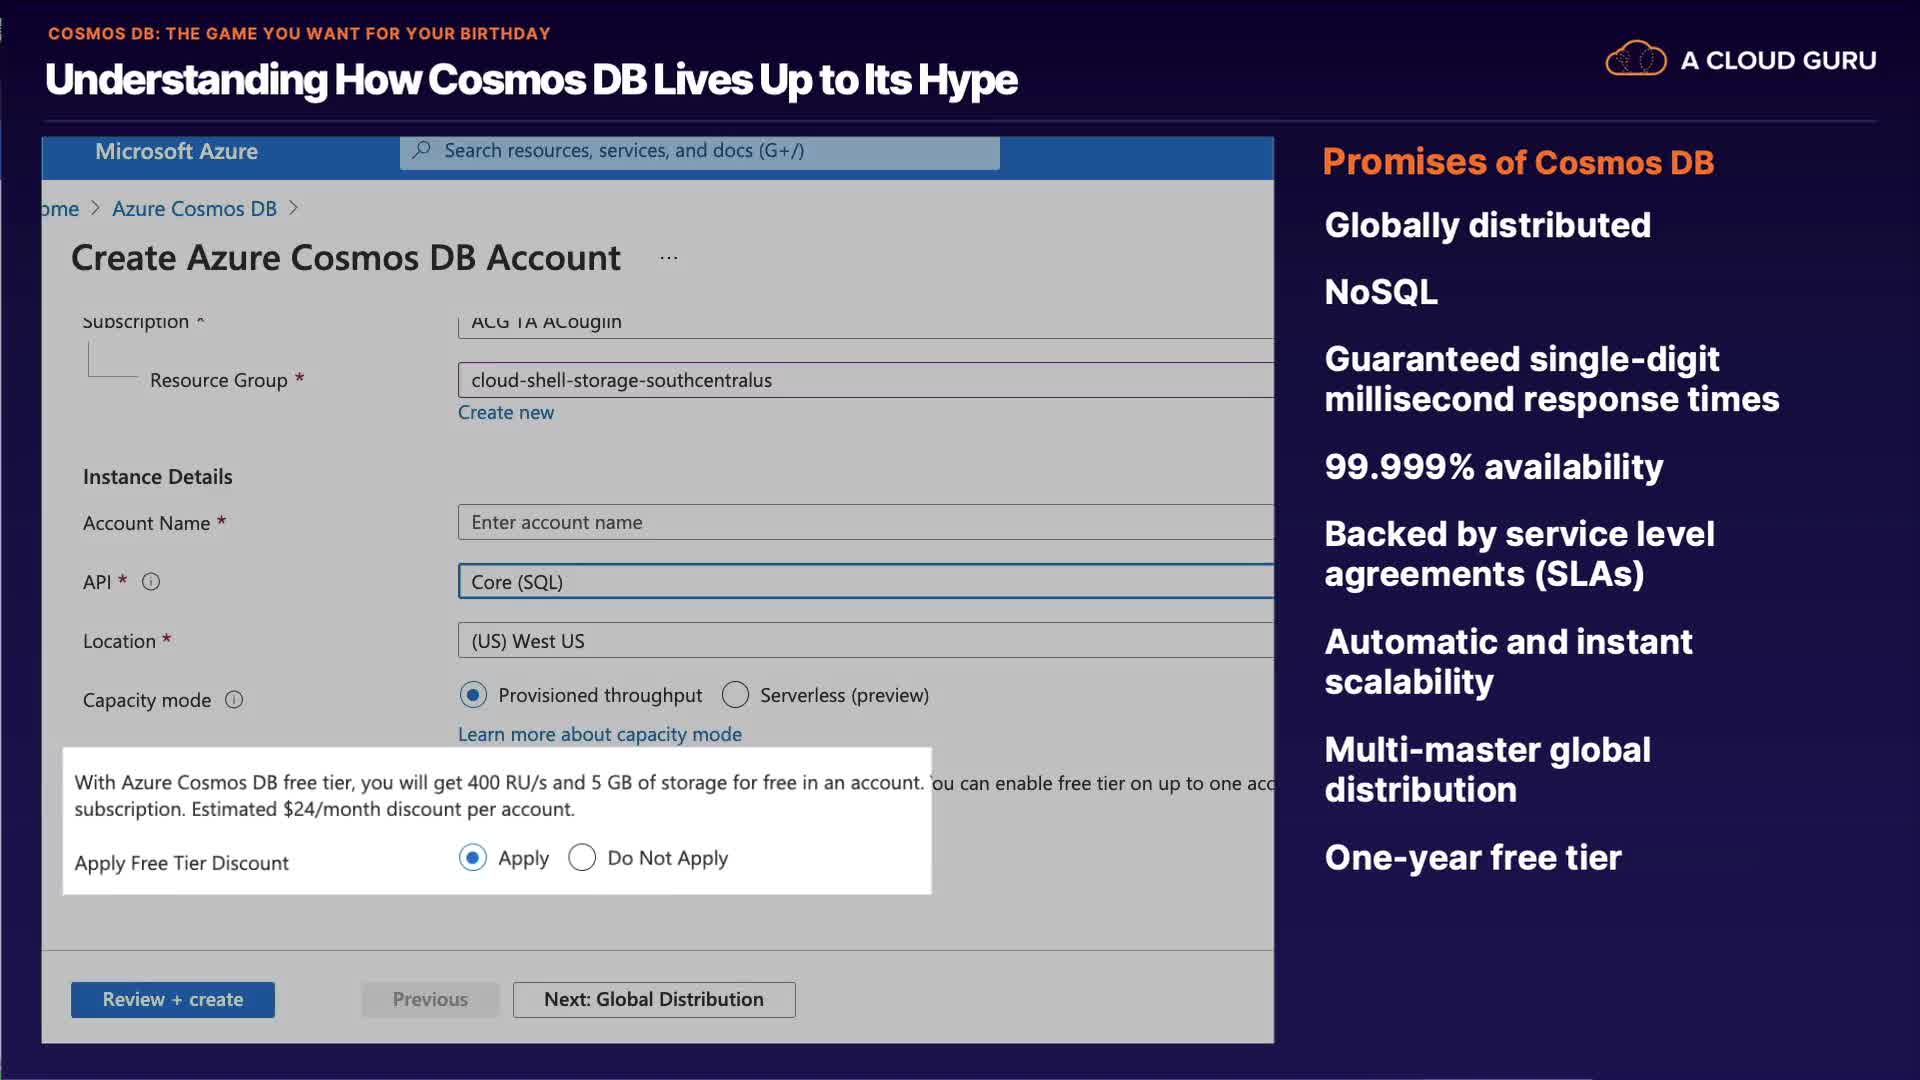 COSMOS DB: THE GAME YOU WANT FOR YOUR BIRTHDAY
Understanding How Cosmos DB Lives Up to Its Hype
A CLOUD GURU
Microsoft Azure
Search resources, services, and docs (G+/)
ome > Azure Cosmos DB >
Create Azure Cosmos DB Account ...
Subscription *
ACG TA ACouglin
Resource Group *
cloud-shell-storage-southcentralus
Create new
Instance Details
Account Name *
Enter account name
API *
Core (SQL)
Location *
(US) West US
Capacity mode
Provisioned throughput
Serverless (preview)
Learn more about capacity mode
With Azure Cosmos DB free tier, you will get 400 RU/s and 5 GB of storage for free in an account. You can enable free tier on up to one acc
subscription. Estimated $24/month discount per account.
Apply Free Tier Discount
Apply
Do Not Apply
Review + create
Previous
Next: Global Distribution
Promises of Cosmos DB
Globally distributed
NoSQL
Guaranteed single-digit
millisecond response times
99.999% availability
Backed by service level
agreements (SLAs)
Automatic and instant
scalability
Multi-master global
distribution
One-year free tier